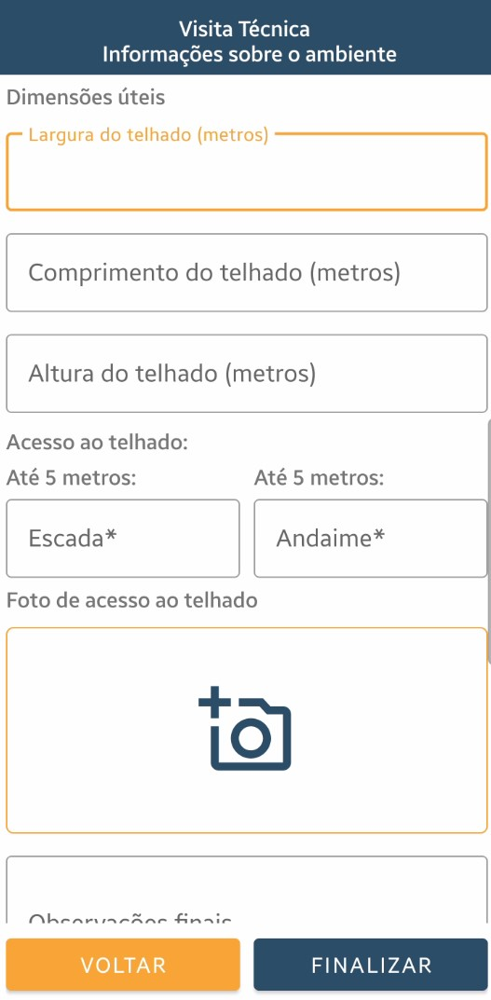 Visita Técnica
Informações sobre o ambiente
Dimensões úteis
Largura do telhado (metros)
Comprimento do telhado (metros)
Altura do telhado (metros)
Acesso ao telhado:
Até 5 metros:
Até 5 metros:
Escada*
Andaime*
Foto de acesso ao telhado
Observações finais
VOLTAR
FINALIZAR